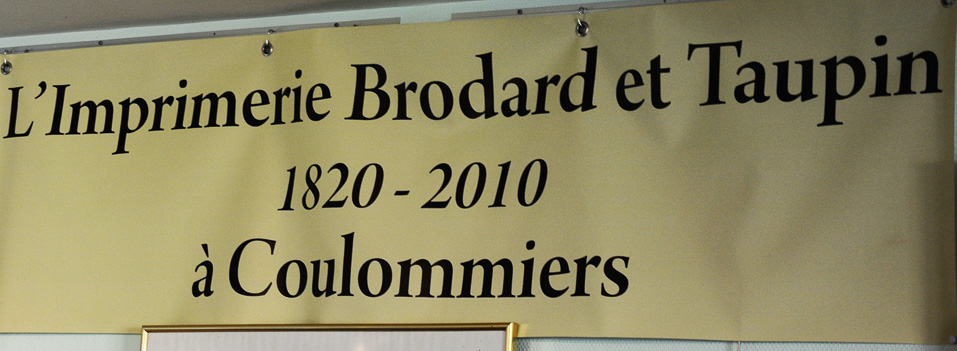 L'Imprimerie Brodard et Taupin
1820 - 2010
à Coulommiers